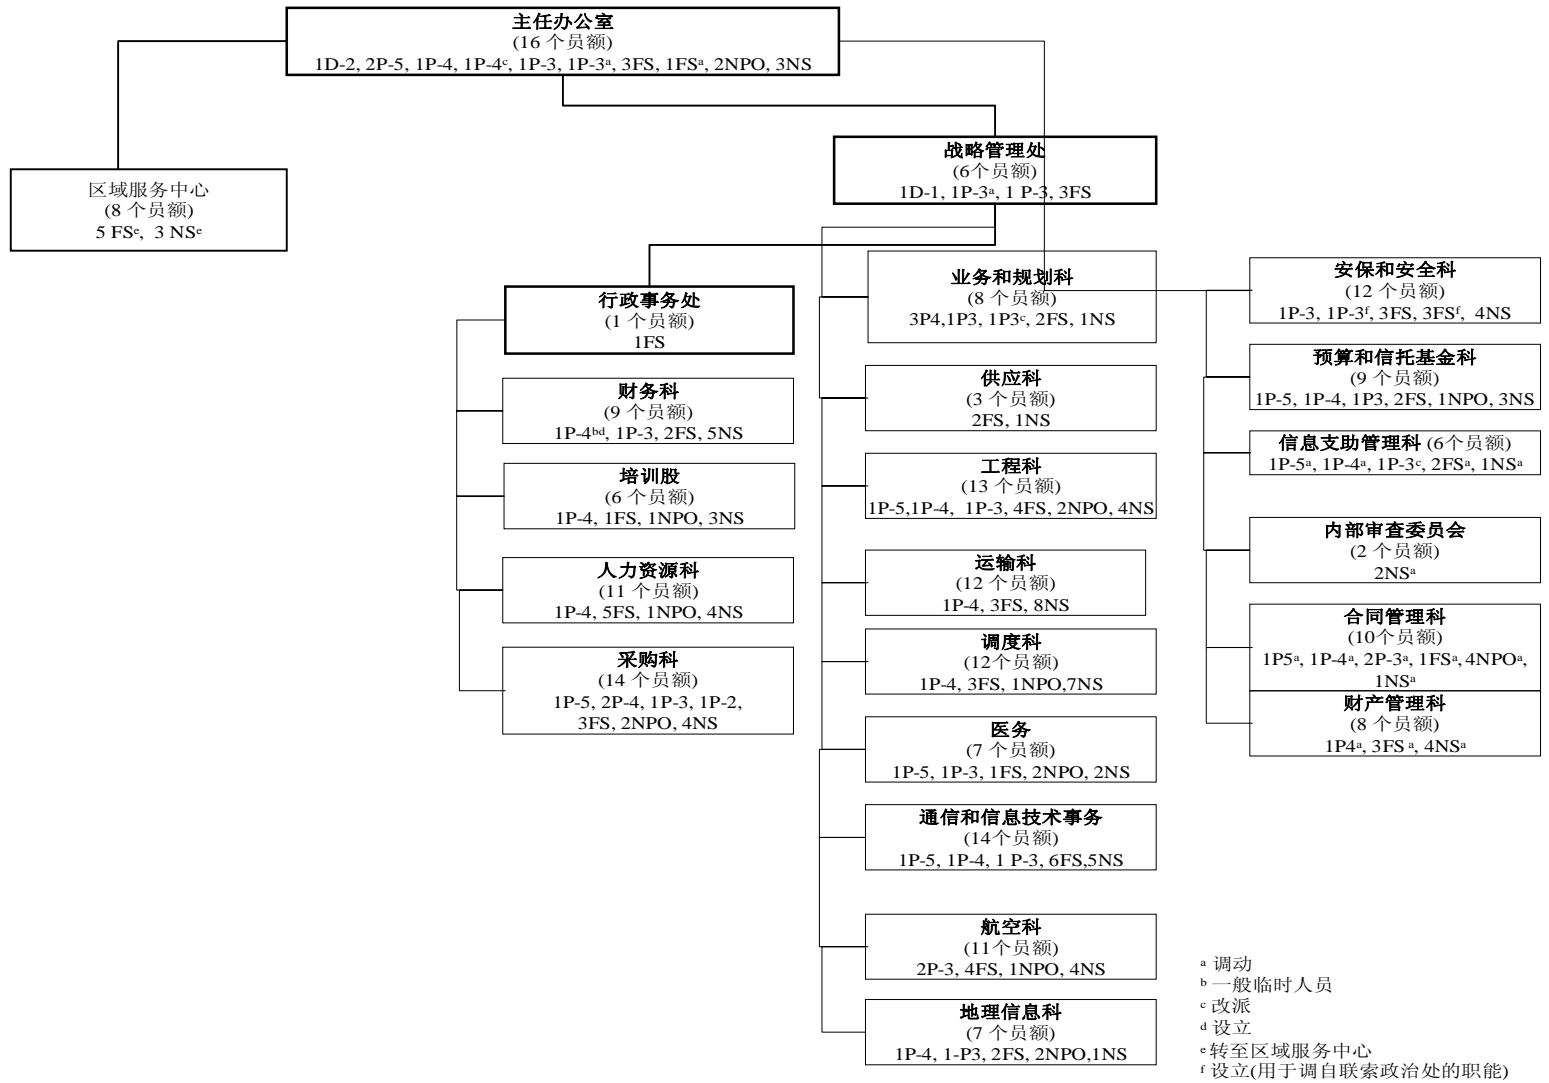 主任办公室
(16 个员额)
1D-2, 2P-5, 1P-4, 1P-4ᶜ, 1P-3, 1P-3ᵃ, 3FS, 1FSᵃ, 2NPO, 3NS
区域服务中心
(8 个员额)
5 FSᵉ, 3 NSᵉ
战略管理处
(6个员额)
1D-1, 1P-3ᵃ, 1 P-3, 3FS
行政事务处
(1 个员额)
1FS
财务科
(9 个员额)
1P-4ᵇᵈ, 1P-3, 2FS, 5NS
培训股
(6 个员额)
1P-4, 1FS, 1NPO, 3NS
人力资源科
(11 个员额)
1P-4, 5FS, 1NPO, 4NS
采购科
(14 个员额)
1P-5, 2P-4, 1P-3, 1P-2,
3FS, 2NPO, 4NS
业务和规划科
(8 个员额)
3P4,1P3, 1P3ᶜ, 2FS, 1NS
供应科
(3 个员额)
2FS, 1NS
工程科
(13 个员额)
1P-5,1P-4, 1P-3, 4FS, 2NPO, 4NS
运输科
(12 个员额)
1P-4, 3FS, 8NS
调度科
(12个员额)
1P-4, 3FS, 1NPO,7NS
医务
(7 个员额)
1P-5, 1P-3, 1FS, 2NPO, 2NS
通信和信息技术事务
(14个员额)
1P-5, 1P-4, 1 P-3, 6FS,5NS
航空科
(11个员额)
2P-3, 4FS, 1NPO, 4NS
地理信息科
(7 个员额)
1P-4, 1-P3, 2FS, 2NPO,1NS
安保和安全科
(12 个员额)
1P-3, 1P-3ᶠ, 3FS, 3FSᶠ, 4NS
预算和信托基金科
(9 个员额)
1P-5, 1P-4, 1P3, 2FS, 1NPO, 3NS
信息支助管理科 (6个员额)
1P-5ᵃ, 1P-4ᵃ, 1P-3ᶜ, 2FSᵃ, 1NSᵃ
内部审查委员会
(2 个员额)
2NSᵃ
合同管理科
(10个员额)
1P5ᵃ, 1P-4ᵃ, 2P-3ᵃ, 1FSᵃ, 4NPOᵃ,
1NSᵃ
财产管理科
(8 个员额)
1P4ᵃ, 3FS ᵃ, 4NSᵃ
ᵃ 调动
ᵇ 一般临时人员
ᶜ 改派
ᵈ 设立
ᵉ 转至区域服务中心
ᶠ 设立(用于调自联索政治处的职能)